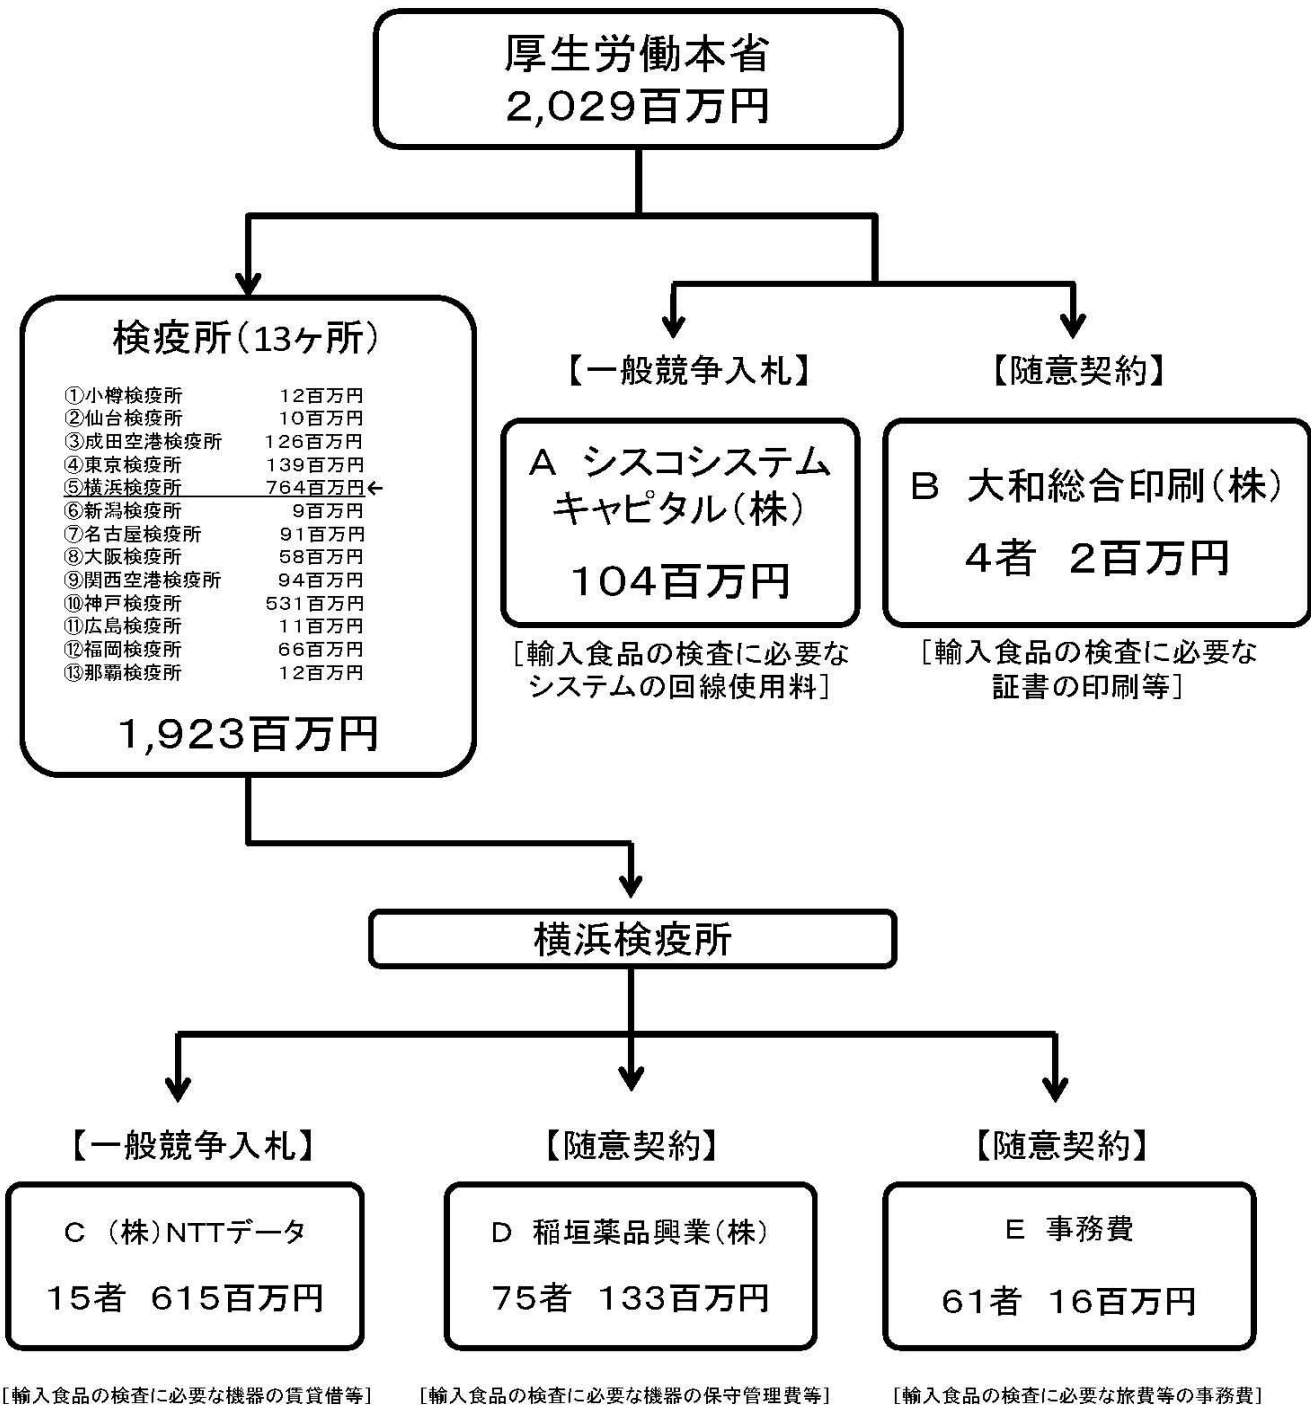 厚生労働本省
2,029百万円
検疫所(13ヶ所)
①小樽検疫所 12百万円
②仙台検疫所 10百万円
③成田空港検疫所 126百万円
④東京検疫所 139百万円
⑤横浜検疫所 764百万円←
⑥新潟検疫所 9百万円
⑦名古屋検疫所 91百万円
⑧大阪検疫所 58百万円
⑨関西空港検疫所 94百万円
⑩神戸検疫所 531百万円
⑪広島検疫所 11百万円
⑫福岡検疫所 66百万円
⑬那覇検疫所 12百万円
1,923百万円
【一般競争入札】
A シスコシステム
キャピタル(株)
104百万円
[輸入食品の検査に必要な
システムの回線使用料]
【随意契約】
B 大和総合印刷(株)
4者 2百万円
[輸入食品の検査に必要な
証書の印刷等]
横浜検疫所
【一般競争入札】
C (株)NTTデータ
15者 615百万円
[輸入食品の検査に必要な機器の賃貸借等]
【随意契約】
D 稲垣薬品興業(株)
75者 133百万円
[輸入食品の検査に必要な機器の保守管理費等]
【随意契約】
E 事務費
61者 16百万円
[輸入食品の検査に必要な旅費等の事務費]